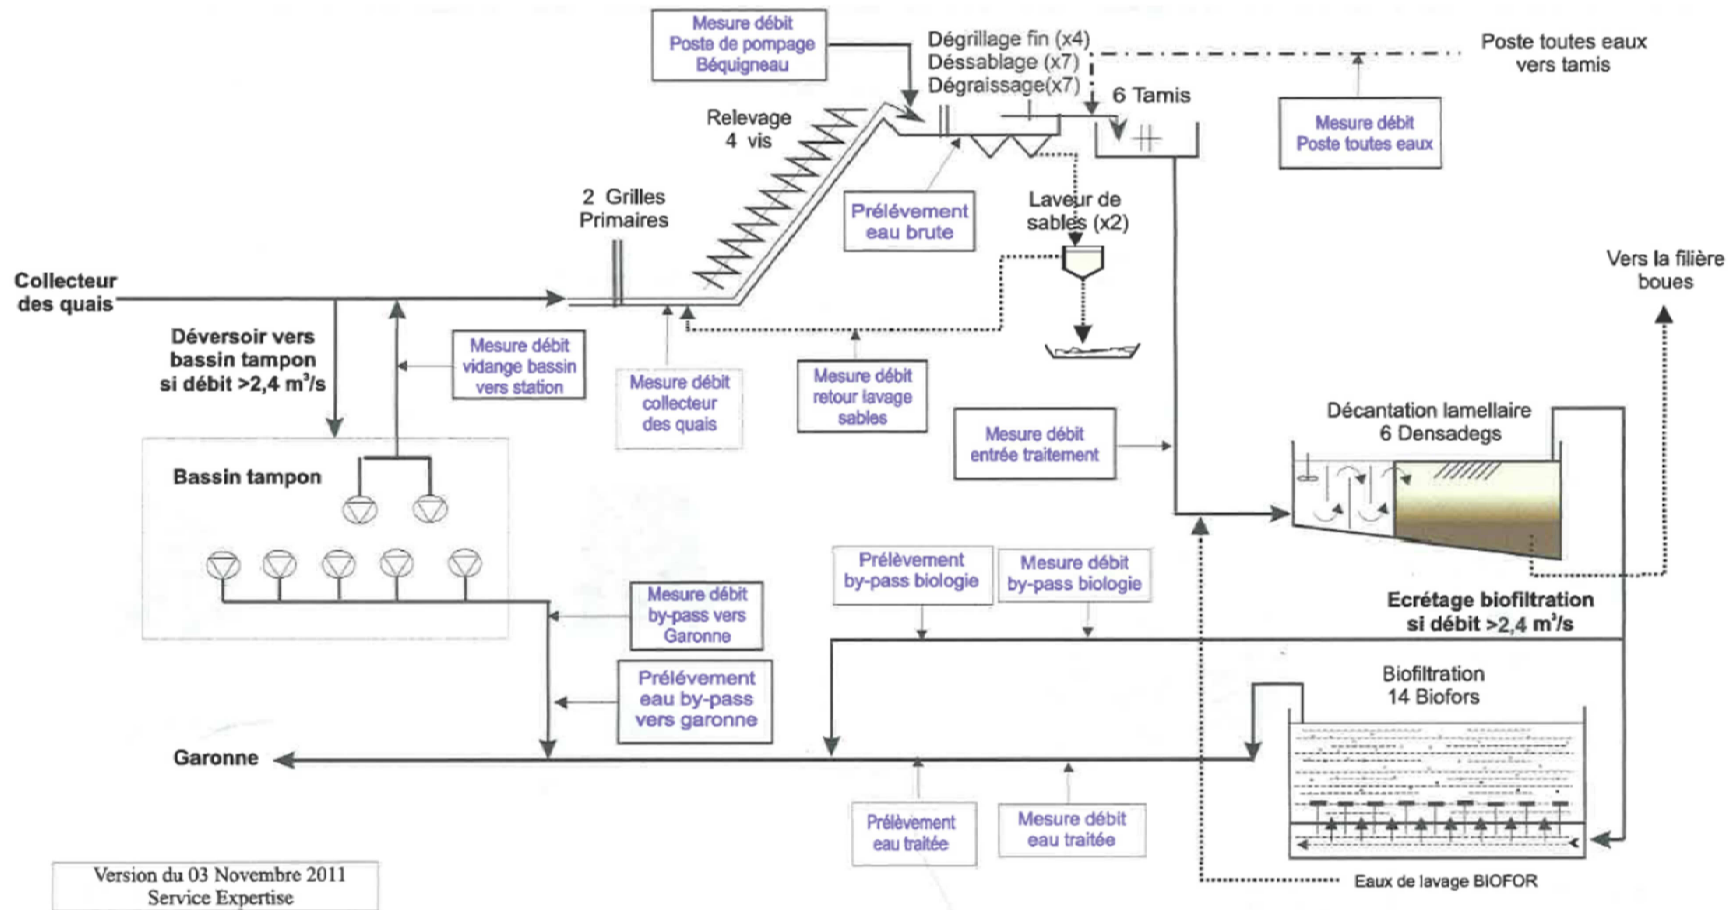 Mesure débit
Poste de pompage
Béquigneau
Dégrillage fin (x4)
Déssablage (x7)
Dégraissage(x7)
Poste toutes eaux
vers tamis
6 Tamis
Relevage
4 vis
Mesure débit
Poste toutes eaux
2 Grilles
Primaires
Prélévement
eau brute
Laveur de
sables (x2)
Vers la filière
boues
Collecteur
des quais
Déversoir vers
bassin tampon
si débit >2,4 m³/s
Mesure débit
vidange bassin
vers station
Mesure débit
collecteur
des quais
Mesure débit
retour lavage
sables
Mesure débit
entrée traitement
Décantation lamellaire
6 Densadegs
Bassin tampon
Prélèvement
by-pass biologie
Mesure débit
by-pass biologie
Mesure débit
by-pass vers
Garonne
Ecrétage biofiltration
si débit >2,4 m³/s
Prélévement
eau by-pass
vers garonne
Biofiltration
14 Biofors
Garonne
Prélèvement
eau traitée
Mesure débit
eau traitée
Eaux de lavage BIOFOR
Version du 03 Novembre 2011
Service Expertise